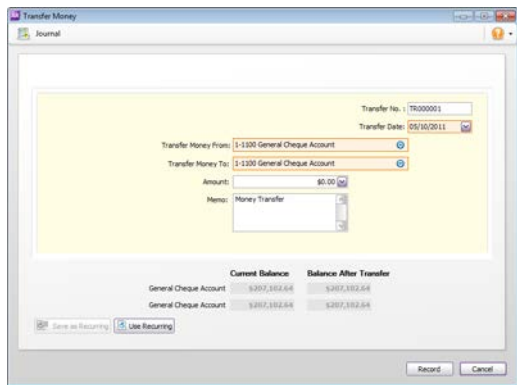 Transfer Money
Journal
Transfer No. : TR000001
Transfer Date: 05/10/2011
Transfer Money From: 1-1100 General Cheque Account
Transfer Money To: 1-1100 General Cheque Account
Amount: $0.00
Memo: Money Transfer
Current Balance Balance After Transfer
General Cheque Account $207,102.64 $207,102.64
General Cheque Account $207,102.64 $207,102.64
Save as Recurring Use Recurring
Record Cancel